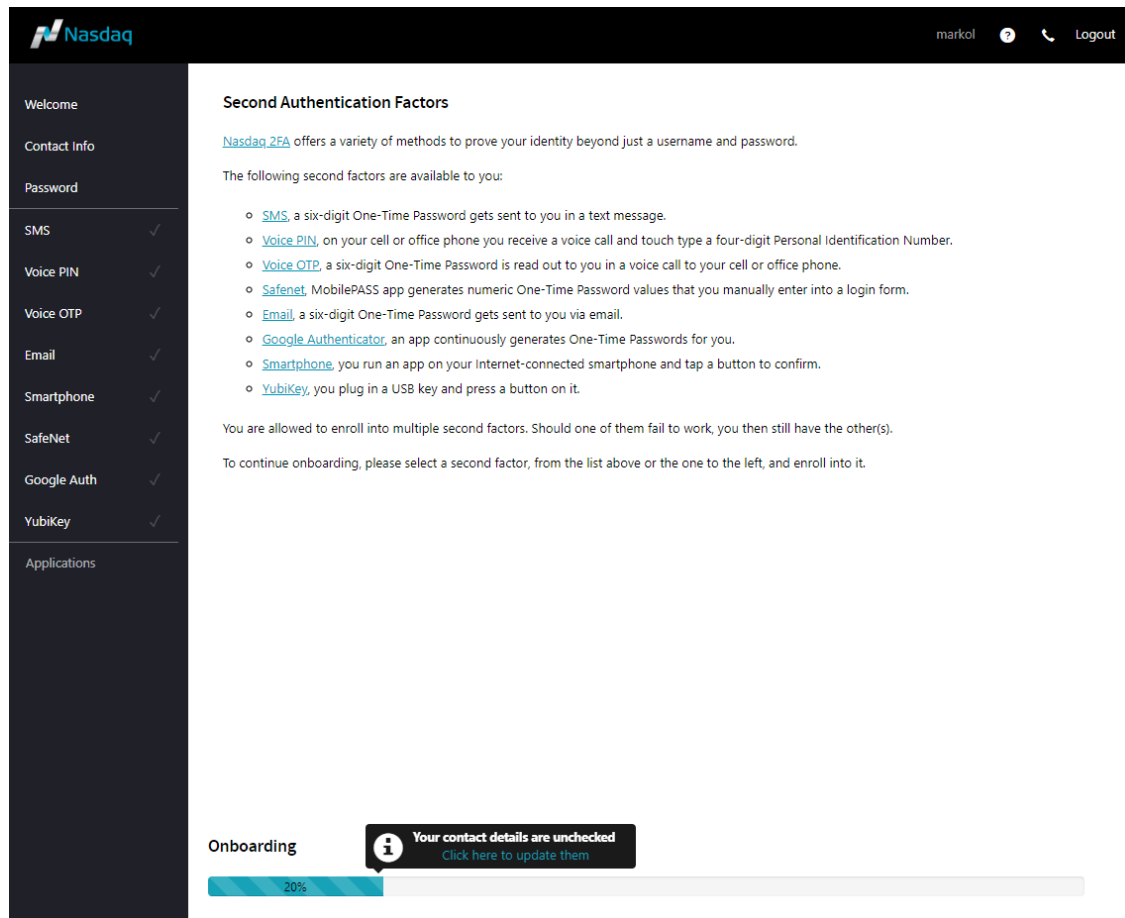 Nasdaq
markol ? Logout
Welcome
Contact Info
Password
SMS
Voice PIN
Voice OTP
Email
Smartphone
SafeNet
Google Auth
YubiKey
Applications
Second Authentication Factors
Nasdaq 2FA offers a variety of methods to prove your identity beyond just a username and password.
The following second factors are available to you:
SMS, a six-digit One-Time Password gets sent to you in a text message.
Voice PIN, on your cell or office phone you receive a voice call and touch type a four-digit Personal Identification Number.
Voice OTP, a six-digit One-Time Password is read out to you in a voice call to your cell or office phone.
Safenet, MobilePASS app generates numeric One-Time Password values that you manually enter into a login form.
Email, a six-digit One-Time Password gets sent to you via email.
Google Authenticator, an app continuously generates One-Time Passwords for you.
Smartphone, you run an app on your Internet-connected smartphone and tap a button to confirm.
YubiKey, you plug in a USB key and press a button on it.
You are allowed to enroll into multiple second factors. Should one of them fail to work, you then still have the other(s).
To continue onboarding, please select a second factor, from the list above or the one to the left, and enroll into it.
Onboarding
Your contact details are unchecked
Click here to update them
20%